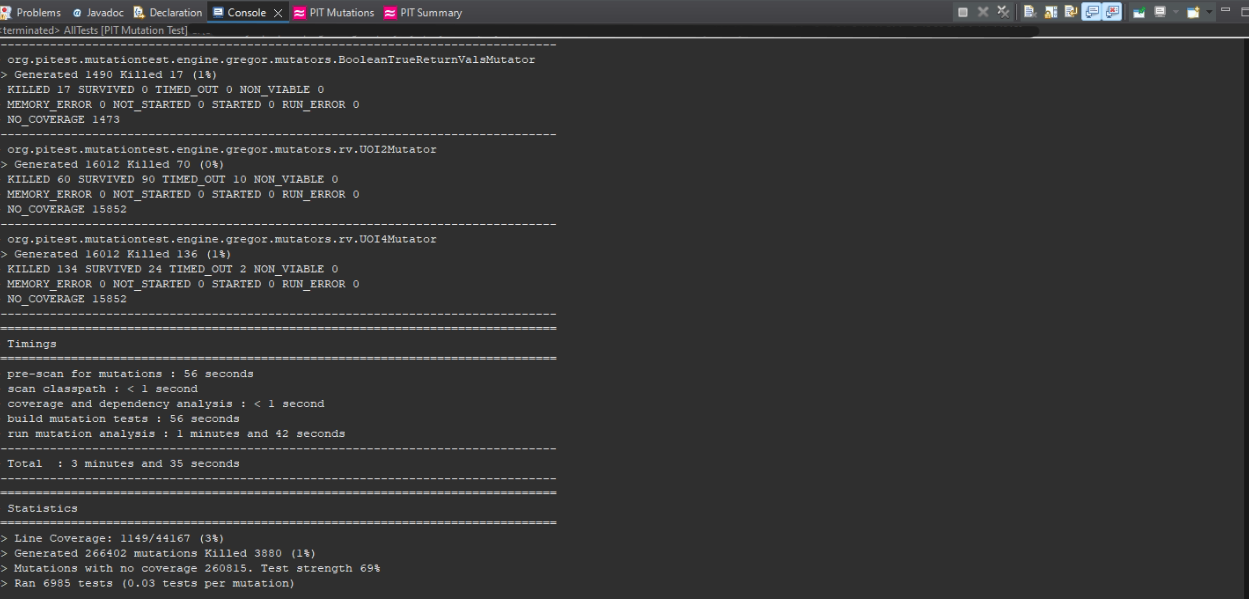 Problems Javadoc Declaration Console PIT Mutations PIT Summary
<terminated> AllTests [PIT Mutation Test]
--------------------------------------------------------------------------------
org.pitest.mutationtest.engine.gregor.mutators.BooleanTrueReturnValsMutator
> Generated 1490 Killed 17 (1%)
KILLED 17 SURVIVED 0 TIMED_OUT 0 NON_VIABLE 0
MEMORY_ERROR 0 NOT_STARTED 0 STARTED 0 RUN_ERROR 0
NO_COVERAGE 1473
--------------------------------------------------------------------------------
org.pitest.mutationtest.engine.gregor.mutators.rv.UOI2Mutator
> Generated 16012 Killed 70 (0%)
KILLED 60 SURVIVED 90 TIMED_OUT 10 NON_VIABLE 0
MEMORY_ERROR 0 NOT_STARTED 0 STARTED 0 RUN_ERROR 0
NO_COVERAGE 15852
--------------------------------------------------------------------------------
org.pitest.mutationtest.engine.gregor.mutators.rv.UOI4Mutator
> Generated 16012 Killed 136 (1%)
KILLED 134 SURVIVED 24 TIMED_OUT 2 NON_VIABLE 0
MEMORY_ERROR 0 NOT_STARTED 0 STARTED 0 RUN_ERROR 0
NO_COVERAGE 15852
--------------------------------------------------------------------------------
================================================================================
Timings
================================================================================
pre-scan for mutations : 56 seconds
scan classpath : < 1 second
coverage and dependency analysis : < 1 second
build mutation tests : 56 seconds
run mutation analysis : 1 minutes and 42 seconds
--------------------------------------------------------------------------------
Total : 3 minutes and 35 seconds
--------------------------------------------------------------------------------
================================================================================
Statistics
================================================================================
> Line Coverage: 1149/44167 (3%)
> Generated 266402 mutations Killed 3880 (1%)
> Mutations with no coverage 260815. Test strength 69%
> Ran 6985 tests (0.03 tests per mutation)